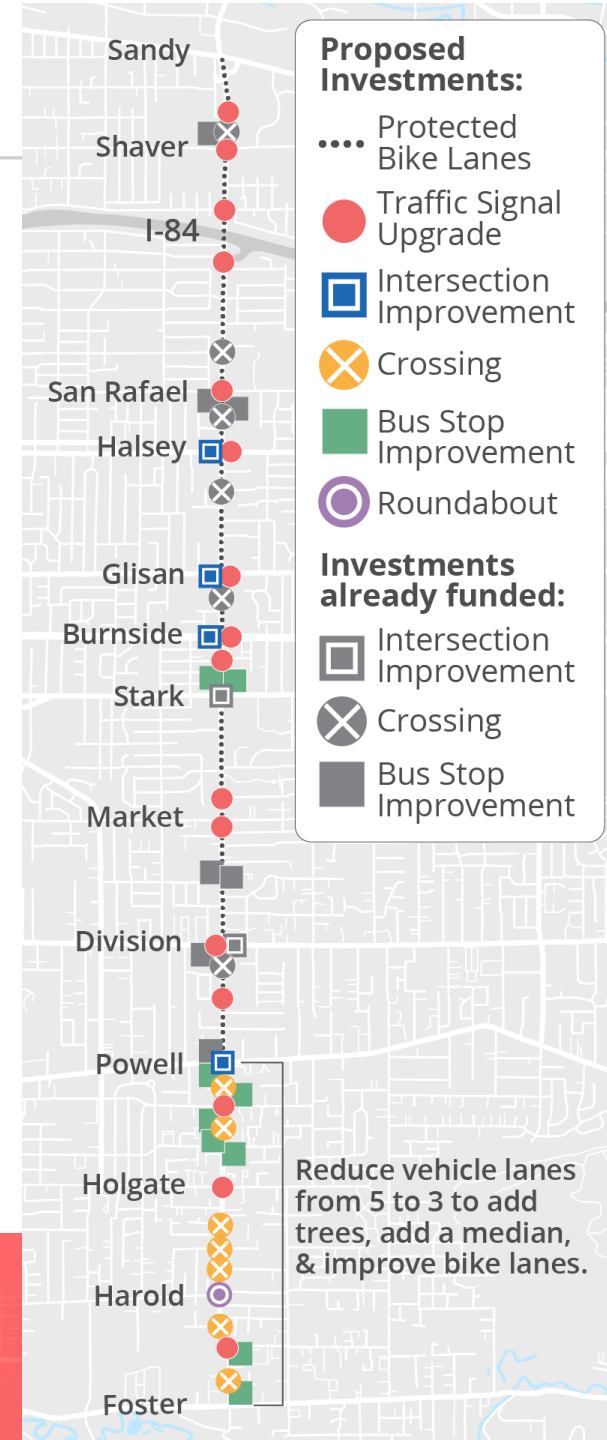 Sandy
Shaver
I-84
San Rafael
Halsey
Glisan
Burnside
Stark
Market
Division
Powell
Holgate
Harold
Foster
Proposed
Investments:
Protected
Bike Lanes
Traffic Signal
Upgrade
Intersection
Improvement
Crossing
Bus Stop
Improvement
Roundabout
Investments
already funded:
Intersection
Improvement
Crossing
Bus Stop
Improvement
Reduce vehicle lanes
from 5 to 3 to add
trees, add a median,
& improve bike lanes.